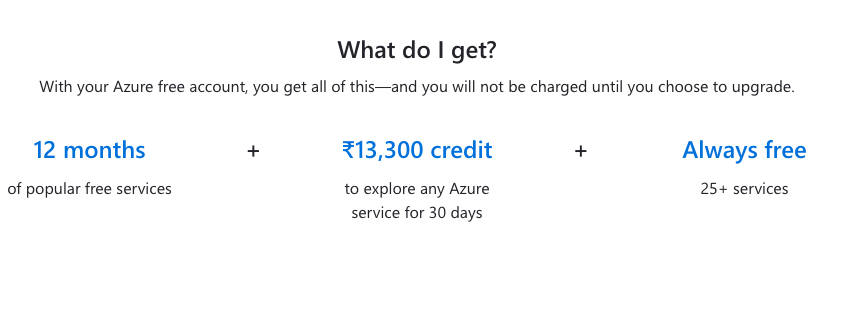 What do I get?
With your Azure free account, you get all of this—and you will not be charged until you choose to upgrade.
12 months + ₹13,300 credit + Always free
of popular free services to explore any Azure 25+ services
service for 30 days